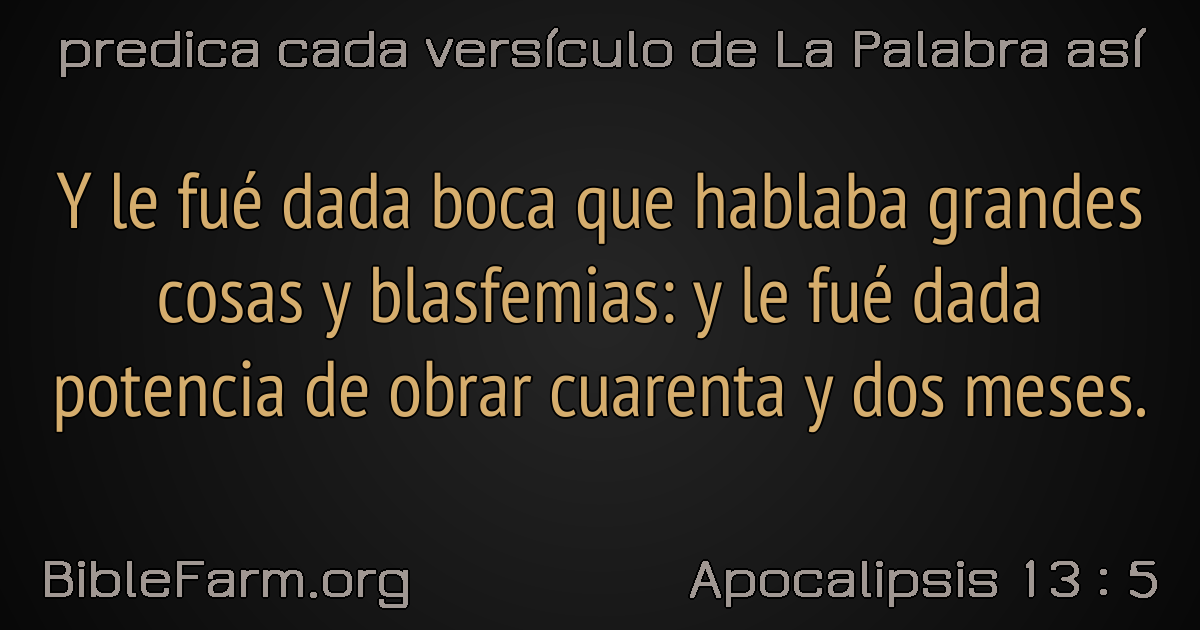 predica cada versículo de La Palabra así
Y le fué dada boca que hablaba grandes
cosas y blasfemias: y le fué dada
potencia de obrar cuarenta y dos meses.
BibleFarm.org
Apocalipsis 13 : 5